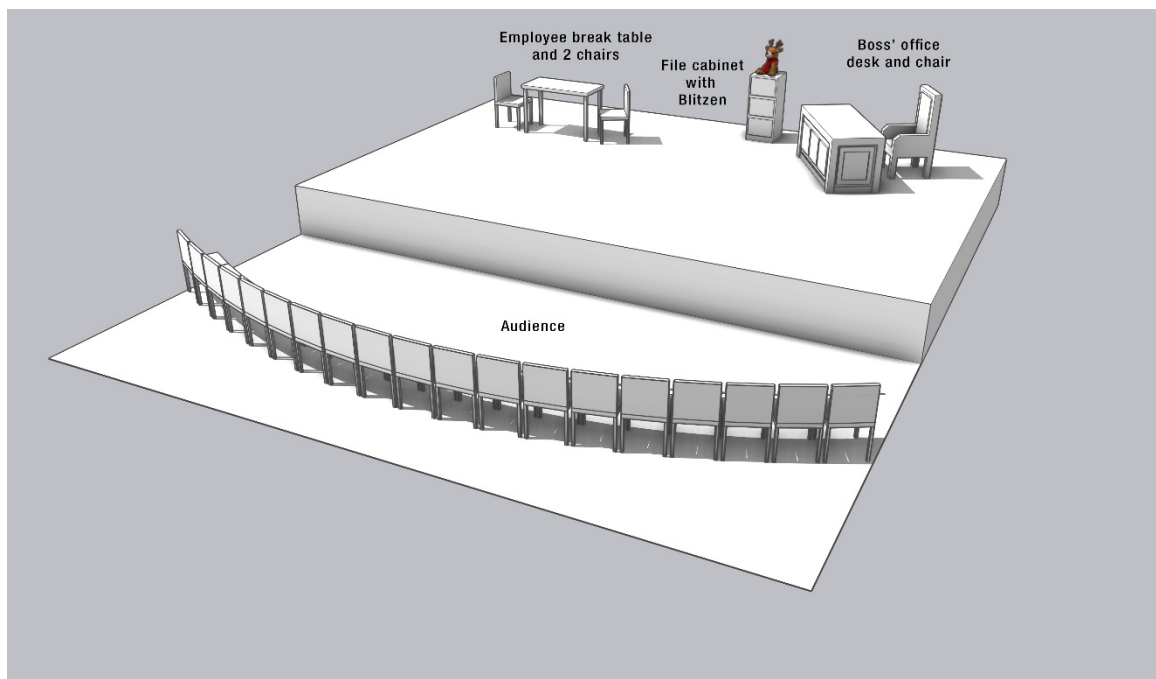 Employee break table
and 2 chairs
File cabinet
with
Blitzen
Boss' office
desk and chair
Audience